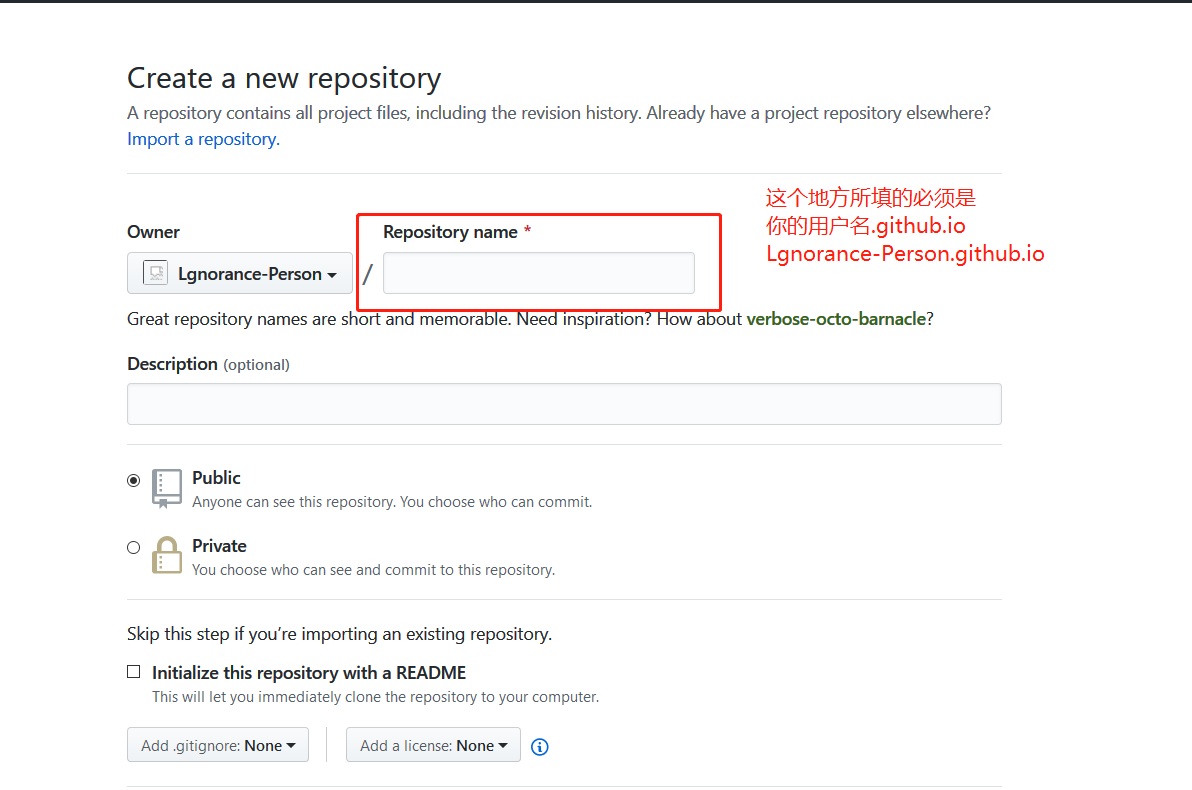 Create a new repository
A repository contains all project files, including the revision history. Already have a project repository elsewhere?
Import a repository.
这个地方所填的必须是
你的用户名.github.io
Lgnorance-Person.github.io
Owner
Repository name *
Lgnorance-Person
/
Great repository names are short and memorable. Need inspiration? How about verbose-octo-barnacle?
Description (optional)
Public
Anyone can see this repository. You choose who can commit.
Private
You choose who can see and commit to this repository.
Skip this step if you’re importing an existing repository.
Initialize this repository with a README
This will let you immediately clone the repository to your computer.
Add .gitignore: None
Add a license: None